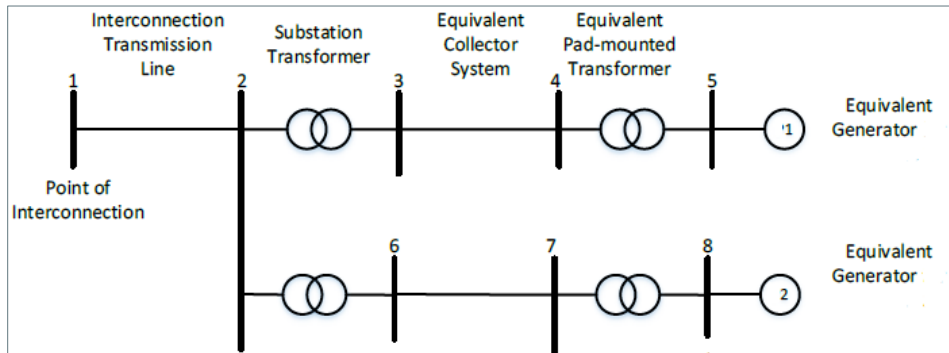 Interconnection
Transmission
Line
Substation
Transformer
Equivalent
Collector
System
Equivalent
Pad-mounted
Transformer
1
2
3
4
5
Equivalent
Generator
1
Point of
Interconnection
6
7
8
Equivalent
Generator
2